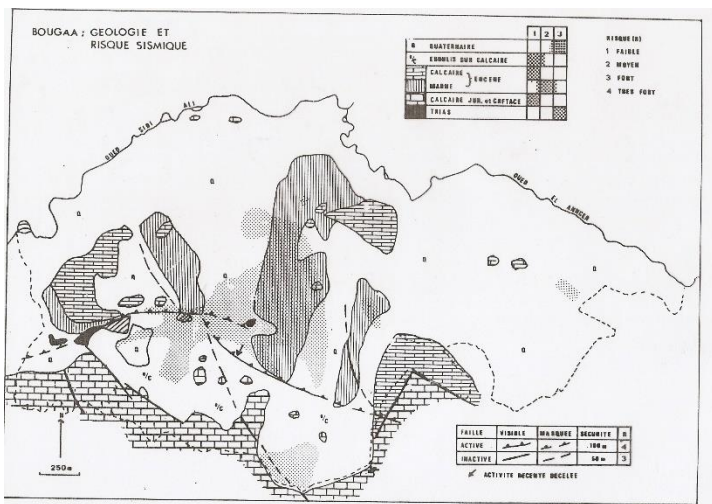 BOUGAA ; GEOLOGIE ET
RISQUE SISMIQUE
1 2 3
Q QUATERNAIRE
E/C EBOULIS SUR CALCAIRE
CALCAIRE
EOCENE
MARNE
CALCAIRE JUR. et CRETACE
TRIAS
RISQUE(R)
1 FAIBLE
2 MOYEN
3 FORT
4 TRES FORT
OUED SIDI ALI
OUED EL ANNSER
Q
Q
Q
Q
Q
Q
Q
Q
Q
E/C
E/C
E/C
N
250m
FAILLE VISIBLE MASQUEE SECURITE R
ACTIVE 100 m 4
INACTIVE 50 m 3
ACTIVITE RECENTE DECELEE